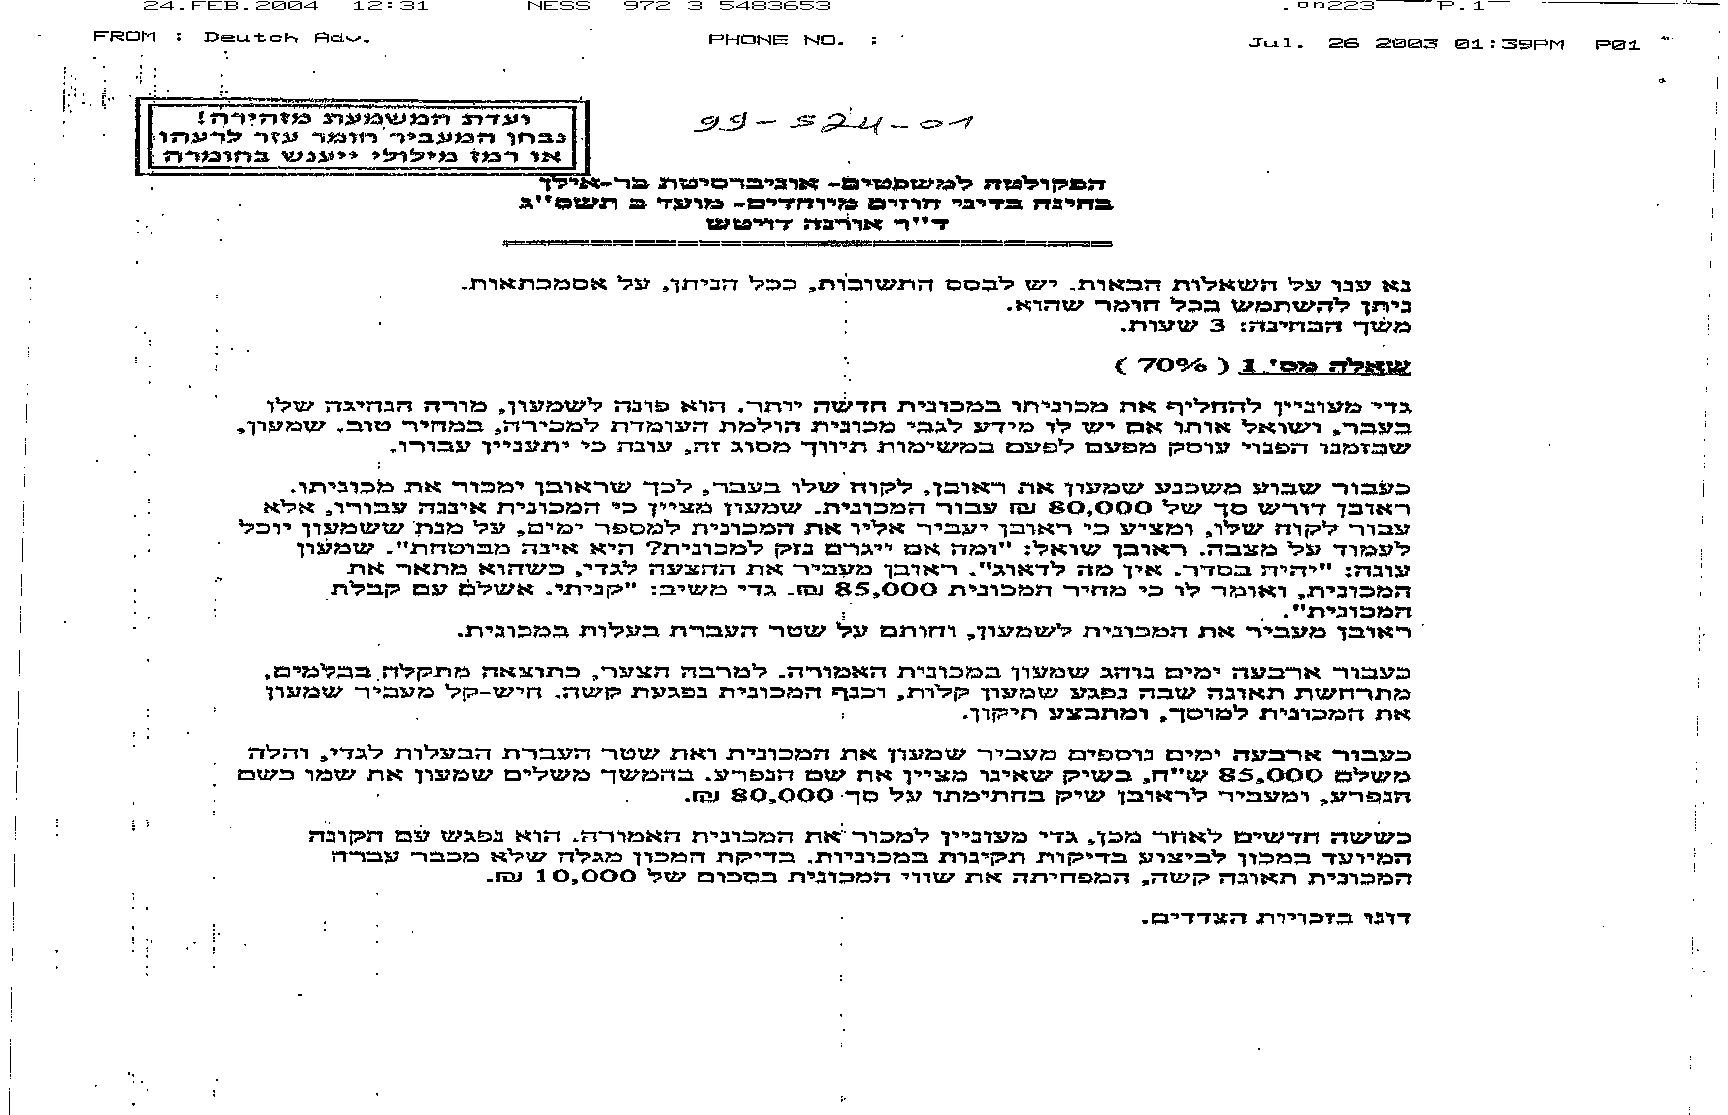 24.FEB.2004 12:31 NESS 972 3 5483653 .on223 P.1
FROM : Deutch Adv. PHONE NO. : Jul. 26 2003 01:39PM P01
ועדת המשמעת מזהירה!
נבחן המעביר חומר עזר לרעהו
או רמז מילולי ייענש בחומרה
99-524-01
הפקולטה למשפטים- אוניברסיטת בר-אילן
בחינה בדיני חוזים מיוחדים- מועד ב תשס"ג
ד"ר אורנה דויטש
נא ענו על השאלות הבאות. יש לבסס התשובות, ככל הניתן, על אסמכתאות.
ניתן להשתמש בכל חומר שהוא.
משך הבחינה: 3 שעות.
שאלה מס' 1 ( 70% )
גדי מעוניין להחליף את מכוניתו במכונית חדשה יותר. הוא פונה לשמעון, מורה הנהיגה שלו
בעבר, ושואל אותו אם יש לו מידע לגבי מכונית הולמת העומדת למכירה, במחיר טוב. שמעון,
שבזמנו הפנוי עוסק מפעם לפעם במשימות תיווך מסוג זה, עונה כי יתעניין עבורו.
כעבור שבוע משכנע שמעון את ראובן, לקוח שלו בעבר, לכך שראובן ימכור את מכוניתו.
ראובן דורש סך של 80,000 ₪ עבור המכונית. שמעון מציין כי המכונית איננה עבורו, אלא
עבור לקוח שלו, ומציע כי ראובן יעביר אליו את המכונית למספר ימים, על מנת ששמעון יוכל
לעמוד על מצבה. ראובן שואל: "ומה אם ייגרם נזק למכונית? היא אינה מבוטחת". שמעון
עונה: "יהיה בסדר. אין מה לדאוג". ראובן מעביר את ההצעה לגדי, כשהוא מתאר את
המכונית, ואומר לו כי מחיר המכונית 85,000 ₪. גדי משיב: "קניתי. אשלם עם קבלת
המכונית".
ראובן מעביר את המכונית לשמעון, וחותם על שטר העברת בעלות במכונית.
כעבור ארבעה ימים נוהג שמעון במכונית האמורה. למרבה הצער, כתוצאה מתקלה בבלמים,
מתרחשת תאונה שבה נפגע שמעון קלות, וכנף המכונית נפגעת קשה. חיש-קל מעביר שמעון
את המכונית למוסך, ומתבצע תיקון.
כעבור ארבעה ימים נוספים מעביר שמעון את המכונית ואת שטר העברת הבעלות לגדי, והלה
משלם 85,000 ש"ח, בשיק שאינו מציין את שם הנפרע. בהמשך משלים שמעון את שמו כשם
הנפרע, ומעביר לראובן שיק בחתימתו על סך 80,000 ₪.
כששה חדשים לאחר מכן, גדי מעוניין למכור את המכונית האמורה. הוא נפגש עם הקונה
המיועד במכון לביצוע בדיקות תקינות במכוניות. בדיקת המכון מגלה שלא מכבר עברה
המכונית תאונה קשה, המפחיתה את שווי המכונית בסכום של 10,000 ₪.
דונו בזכויות הצדדים.